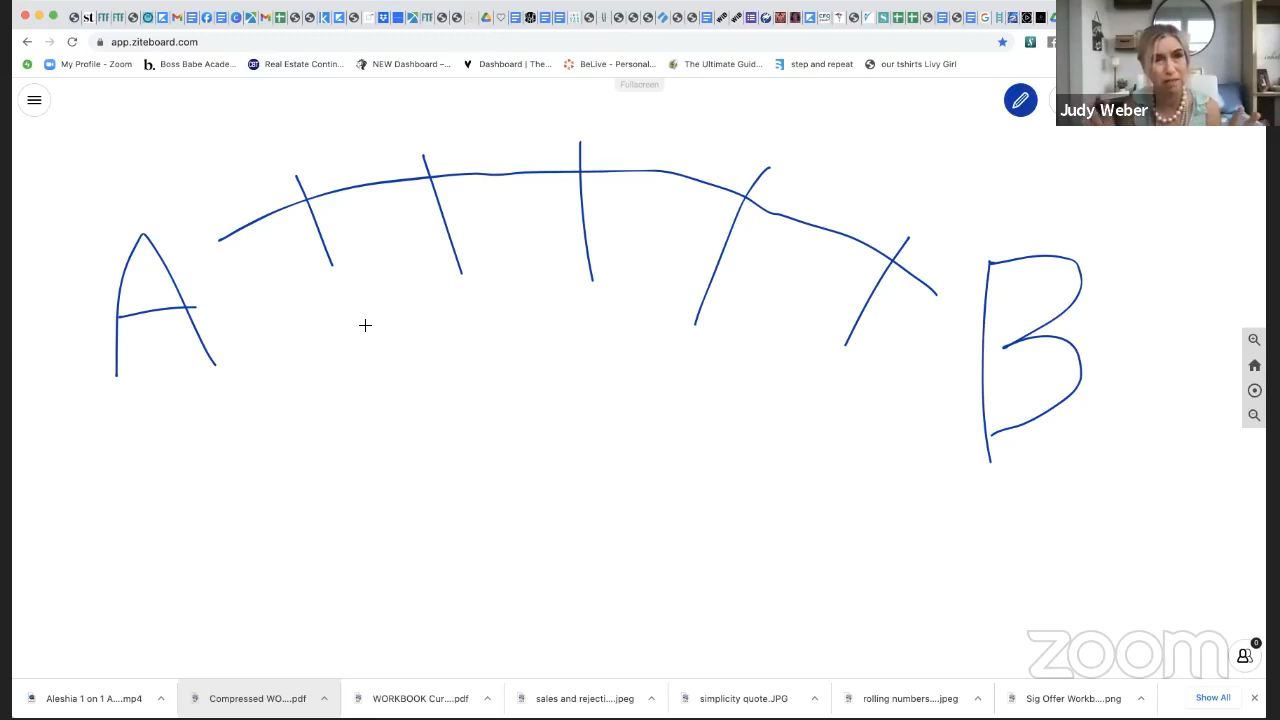 app.ziteboard.com
My Profile - Zoom b. Boss Babe Acade... CBT Real Estate Contin... NEW Dashboard –... Dashboard | The... BeLive - Personal... The Ultimate Guid... step and repeat our tshirts Livy Girl
Fullscreen
Judy Weber
A B
zoom
0
Aleshia 1 on 1 A....mp4 Compressed WO....pdf WORKBOOK Cur....pdf sales and rejecti....jpeg simplicity quote.JPG rolling numbers....jpeg Sig Offer Workb....png Show All